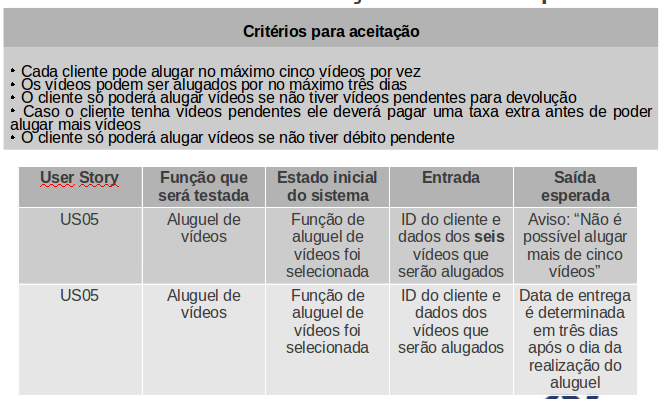 Critérios para aceitação
• Cada cliente pode alugar no máximo cinco vídeos por vez
• Os vídeos podem ser alugados por no máximo três dias
• O cliente só poderá alugar vídeos se não tiver vídeos pendentes para devolução
• Caso o cliente tenha vídeos pendentes ele deverá pagar uma taxa extra antes de poder
alugar mais vídeos
• O cliente só poderá alugar vídeos se não tiver débito pendente
User Story
Função que
será testada
Estado inicial
do sistema
Entrada
Saída
esperada
US05
Aluguel de
vídeos
Função de
aluguel de
vídeos foi
selecionada
ID do cliente e
dados dos seis
vídeos que
serão alugados
Aviso: “Não é
possível alugar
mais de cinco
vídeos”
US05
Aluguel de
vídeos
Função de
aluguel de
vídeos foi
selecionada
ID do cliente e
dados dos
vídeos que
serão alugados
Data de entrega
é determinada
em três dias
após o dia da
realização do
aluguel